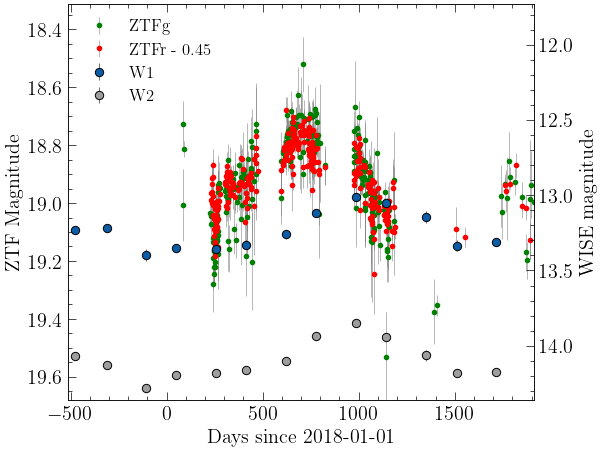 ZTFg
ZTFr - 0.45
W1
W2
18.4
18.6
18.8
19.0
19.2
19.4
19.6
12.0
12.5
13.0
13.5
14.0
−500 0 500 1000 1500
Days since 2018-01-01
ZTF Magnitude
WISE magnitude